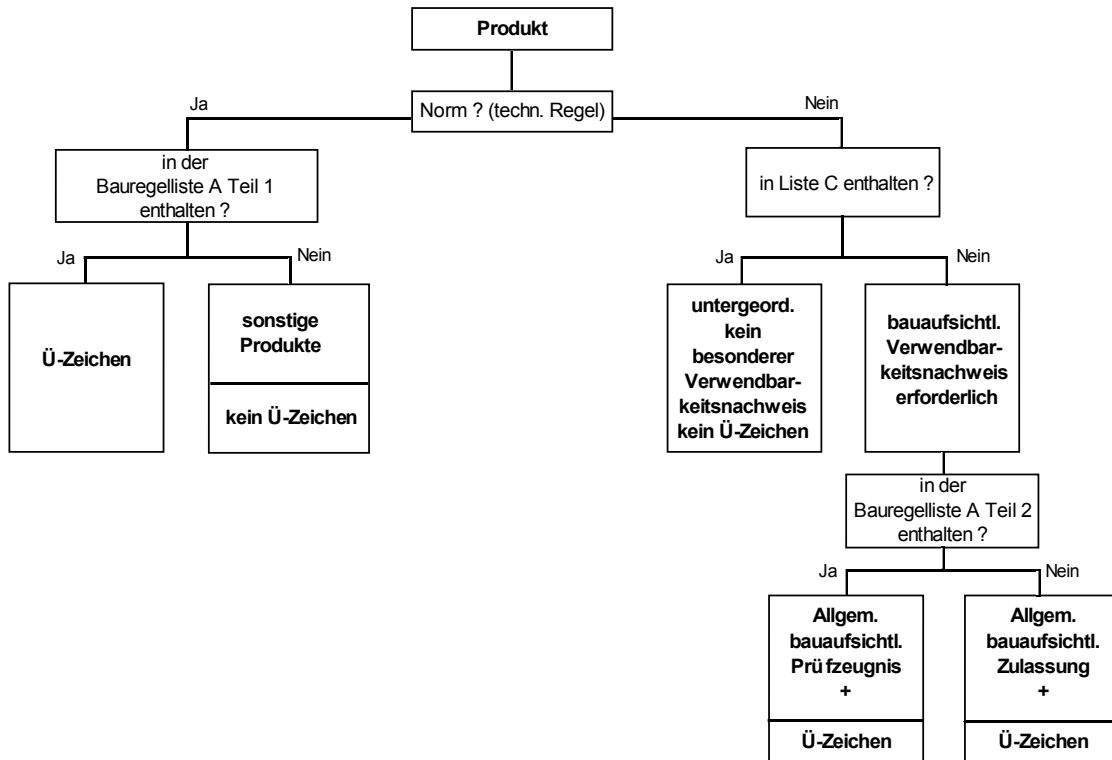 Produkt
Ja
Norm ? (techn. Regel)
Nein
in der
Bauregelliste A Teil 1
enthalten ?
in Liste C enthalten ?
Ja
Nein
Ja
Nein
Ü-Zeichen
sonstige
Produkte
kein Ü-Zeichen
untergeord.
kein
besonderer
Verwendbar-
keitsnachweis
kein Ü-Zeichen
bauaufsichtl.
Verwendbar-
keitsnachweis
erforderlich
in der
Bauregelliste A Teil 2
enthalten ?
Ja
Nein
Allgem.
bauaufsichtl.
Prüfzeugnis
+
Ü-Zeichen
Allgem.
bauaufsichtl.
Zulassung
+
Ü-Zeichen